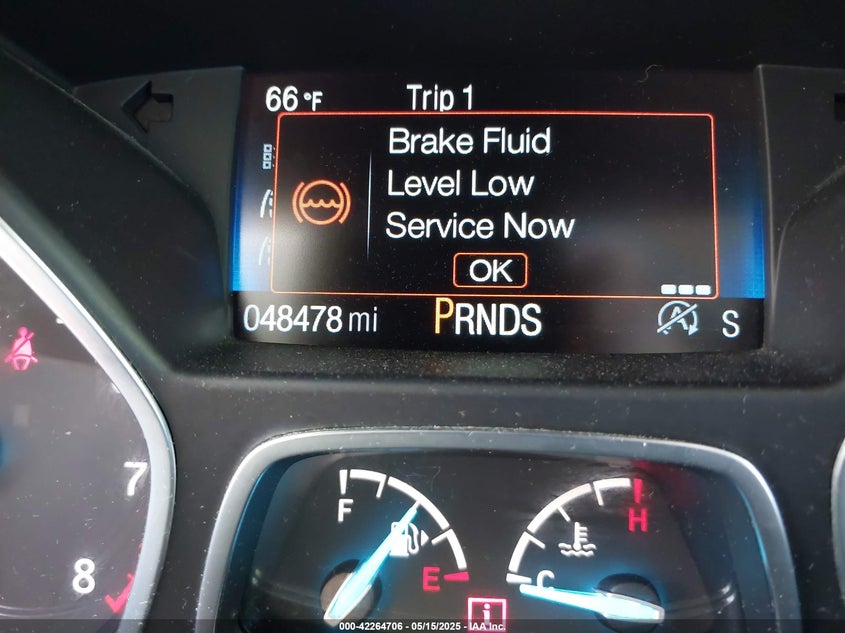 66 °F Trip 1
Brake Fluid
Level Low
Service Now
OK
048478 mi PRNDS A S
7
8
F
E
H
C
i
000-42264706 - 05/15/2025 - IAA Inc.